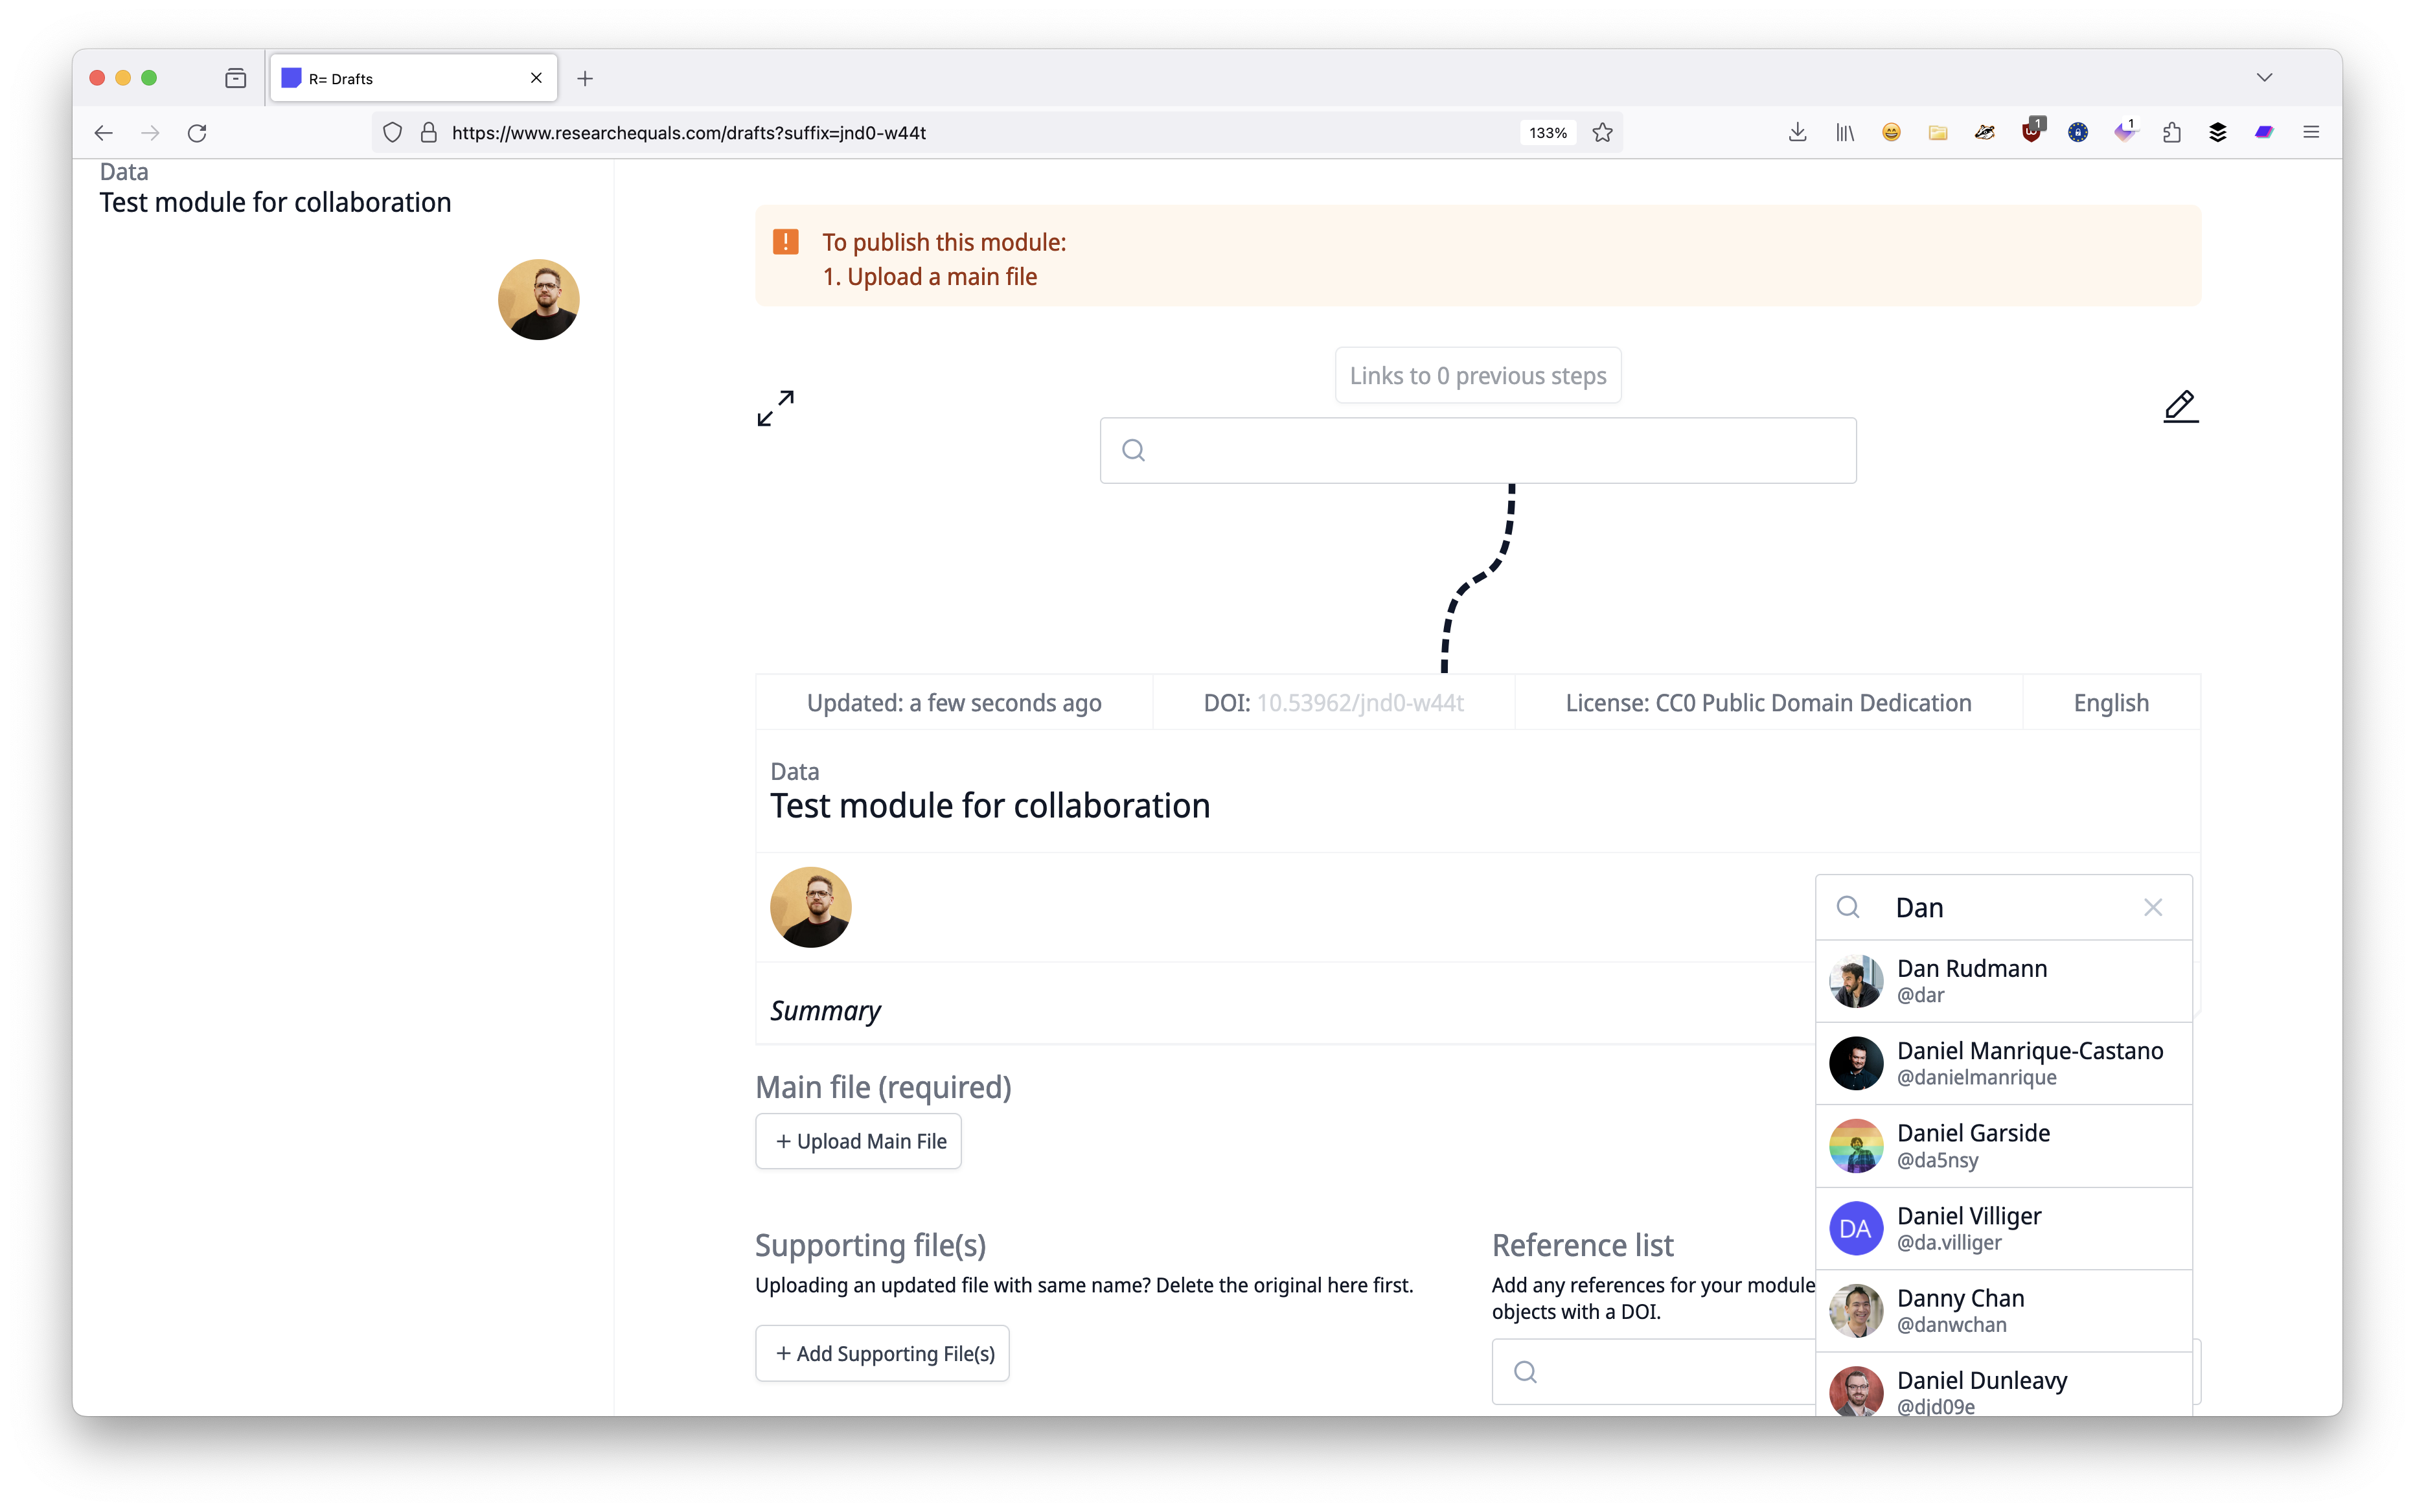 R= Drafts
https://www.researchequals.com/drafts?suffix=jnd0-w44t
133%
1
1
Data
Test module for collaboration
To publish this module:
1. Upload a main file
Links to 0 previous steps
Updated: a few seconds ago
DOI: 10.53962/jnd0-w44t
License: CC0 Public Domain Dedication
English
Data
Test module for collaboration
Dan
Dan Rudmann
@dar
Daniel Manrique-Castano
@danielmanrique
Daniel Garside
@da5nsy
DA
Daniel Villiger
@da.villiger
Danny Chan
@danwchan
Daniel Dunleavy
@djd09e
Summary
Main file (required)
+ Upload Main File
Supporting file(s)
Uploading an updated file with same name? Delete the original here first.
+ Add Supporting File(s)
Reference list
Add any references for your module
objects with a DOI.